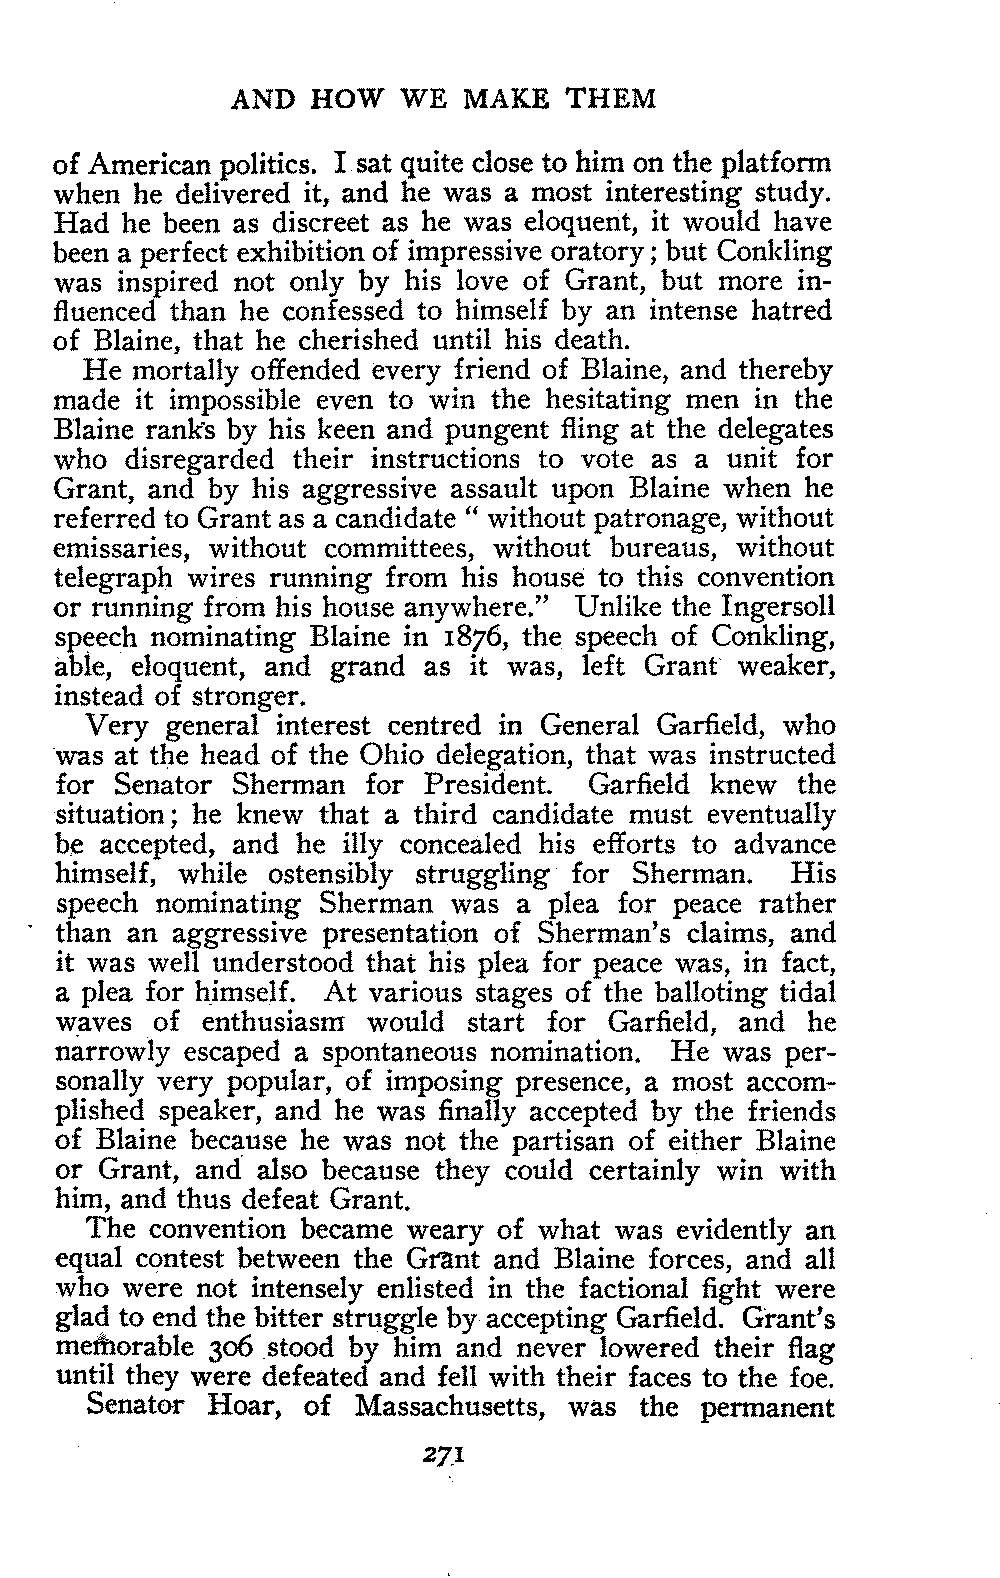 AND HOW WE MAKE THEM
of American politics. I sat quite close to him on the platform
when he delivered it, and he was a most interesting study.
Had he been as discreet as he was eloquent, it would have
been a perfect exhibition of impressive oratory; but Conkling
was inspired not only by his love of Grant, but more in-
fluenced than he confessed to himself by an intense hatred
of Blaine, that he cherished until his death.
He mortally offended every friend of Blaine, and thereby
made it impossible even to win the hesitating men in the
Blaine ranks by his keen and pungent fling at the delegates
who disregarded their instructions to vote as a unit for
Grant, and by his aggressive assault upon Blaine when he
referred to Grant as a candidate “ without patronage, without
emissaries, without committees, without bureaus, without
telegraph wires running from his house to this convention
or running from his house anywhere.” Unlike the Ingersoll
speech nominating Blaine in 1876, the speech of Conkling,
able, eloquent, and grand as it was, left Grant weaker,
instead of stronger.
Very general interest centred in General Garfield, who
was at the head of the Ohio delegation, that was instructed
for Senator Sherman for President. Garfield knew the
situation; he knew that a third candidate must eventually
be accepted, and he illy concealed his efforts to advance
himself, while ostensibly struggling for Sherman. His
speech nominating Sherman was a plea for peace rather
than an aggressive presentation of Sherman's claims, and
it was well understood that his plea for peace was, in fact,
a plea for himself. At various stages of the balloting tidal
waves of enthusiasm would start for Garfield, and he
narrowly escaped a spontaneous nomination. He was per-
sonally very popular, of imposing presence, a most accom-
plished speaker, and he was finally accepted by the friends
of Blaine because he was not the partisan of either Blaine
or Grant, and also because they could certainly win with
him, and thus defeat Grant.
The convention became weary of what was evidently an
equal contest between the Grant and Blaine forces, and all
who were not intensely enlisted in the factional fight were
glad to end the bitter struggle by accepting Garfield. Grant's
memorable 306 stood by him and never lowered their flag
until they were defeated and fell with their faces to the foe.
Senator Hoar, of Massachusetts, was the permanent
271